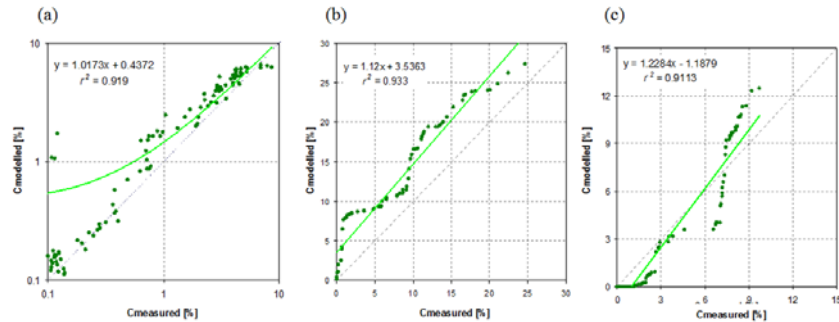 (a) (b) (c)
y = 1.0173x + 0.4372
r² = 0.919
Cmodelled [%]
10
1
0.1
0.1 1 10
Cmeasured [%]
y = 1.12x + 3.5363
r² = 0.933
Cmodelled [%]
30
25
20
15
10
5
0
0 5 10 15 20 25 30
Cmeasured [%]
y = 1.2284x - 1.1879
r² = 0.9113
Cmodelled [%]
15
12
9
6
3
0
0 3 6 9 12 15
Cmeasured [%]